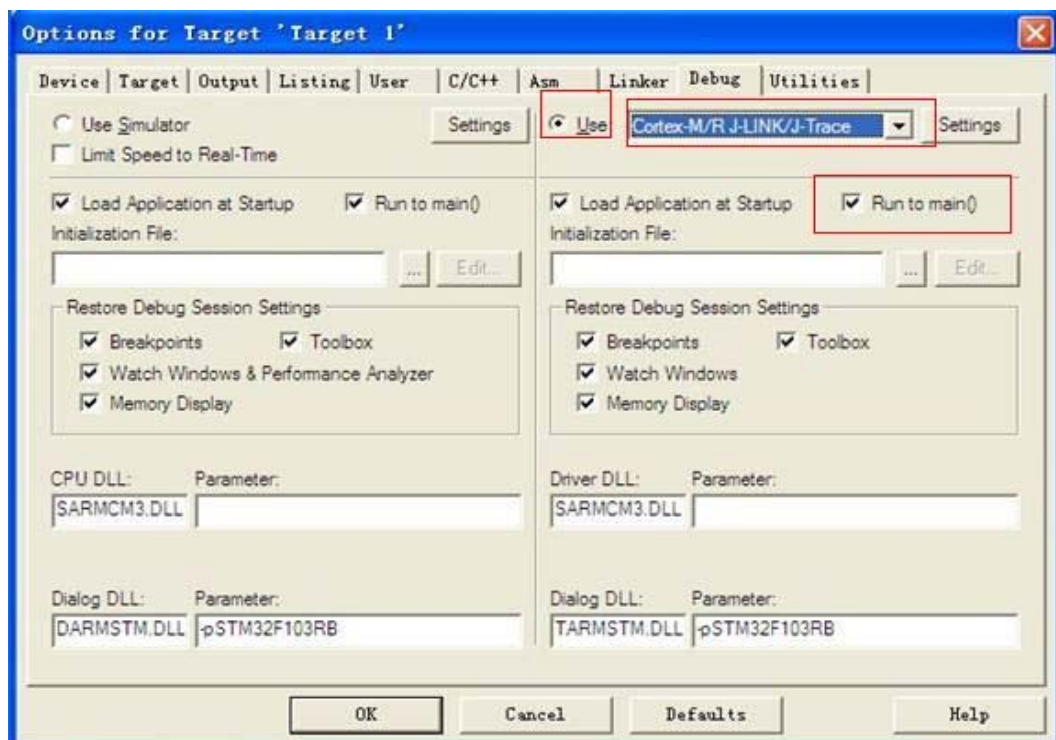 Options for Target 'Target 1'
Device Target Output Listing User C/C++ Asm Linker Debug Utilities
Use Simulator Settings
Limit Speed to Real-Time
Use Cortex-M/R J-LINK/J-Trace Settings
Load Application at Startup Run to main()
Initialization File:
... Edit...
Load Application at Startup Run to main()
Initialization File:
... Edit...
Restore Debug Session Settings
Breakpoints Toolbox
Watch Windows & Performance Analyzer
Memory Display
Restore Debug Session Settings
Breakpoints Toolbox
Watch Windows
Memory Display
CPU DLL: Parameter:
SARMCM3.DLL
Driver DLL: Parameter:
SARMCM3.DLL
Dialog DLL: Parameter:
DARMSTM.DLL -pSTM32F103RB
Dialog DLL: Parameter:
TARMSTM.DLL -pSTM32F103RB
OK Cancel Defaults Help